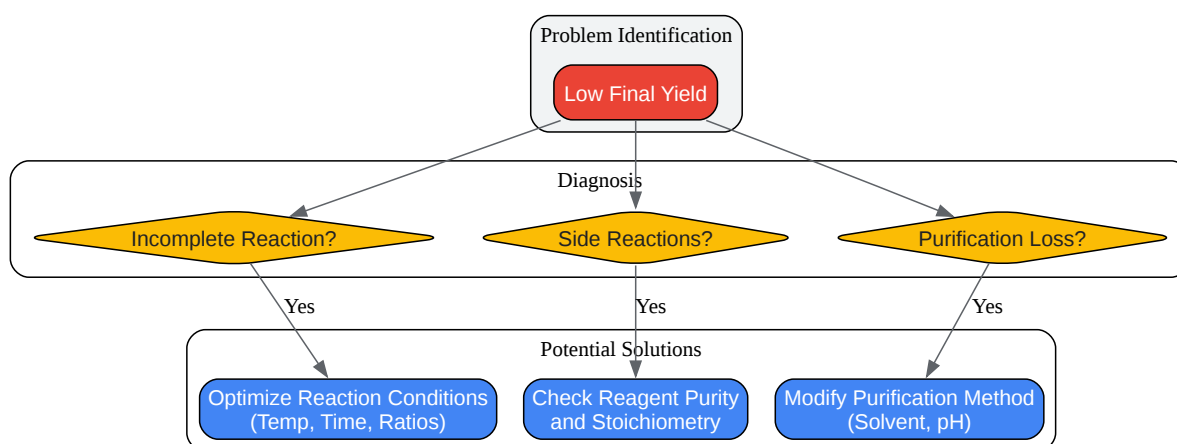 Problem Identification
Low Final Yield
Diagnosis
Incomplete Reaction?
Side Reactions?
Purification Loss?
Yes
Yes
Yes
Potential Solutions
Optimize Reaction Conditions
(Temp, Time, Ratios)
Check Reagent Purity
and Stoichiometry
Modify Purification Method
(Solvent, pH)